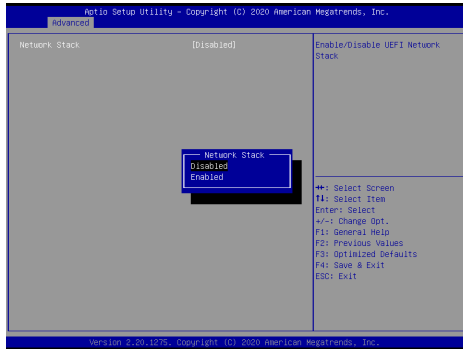 Aptio Setup Utility – Copyright (C) 2020 American Megatrends, Inc.
Advanced
Network Stack [Disabled]
Enable/Disable UEFI Network
Stack
Network Stack
Disabled
Enabled
→←: Select Screen
↑↓: Select Item
Enter: Select
+/-: Change Opt.
F1: General Help
F2: Previous Values
F3: Optimized Defaults
F4: Save & Exit
ESC: Exit
Version 2.20.1275. Copyright (C) 2020 American Megatrends, Inc.